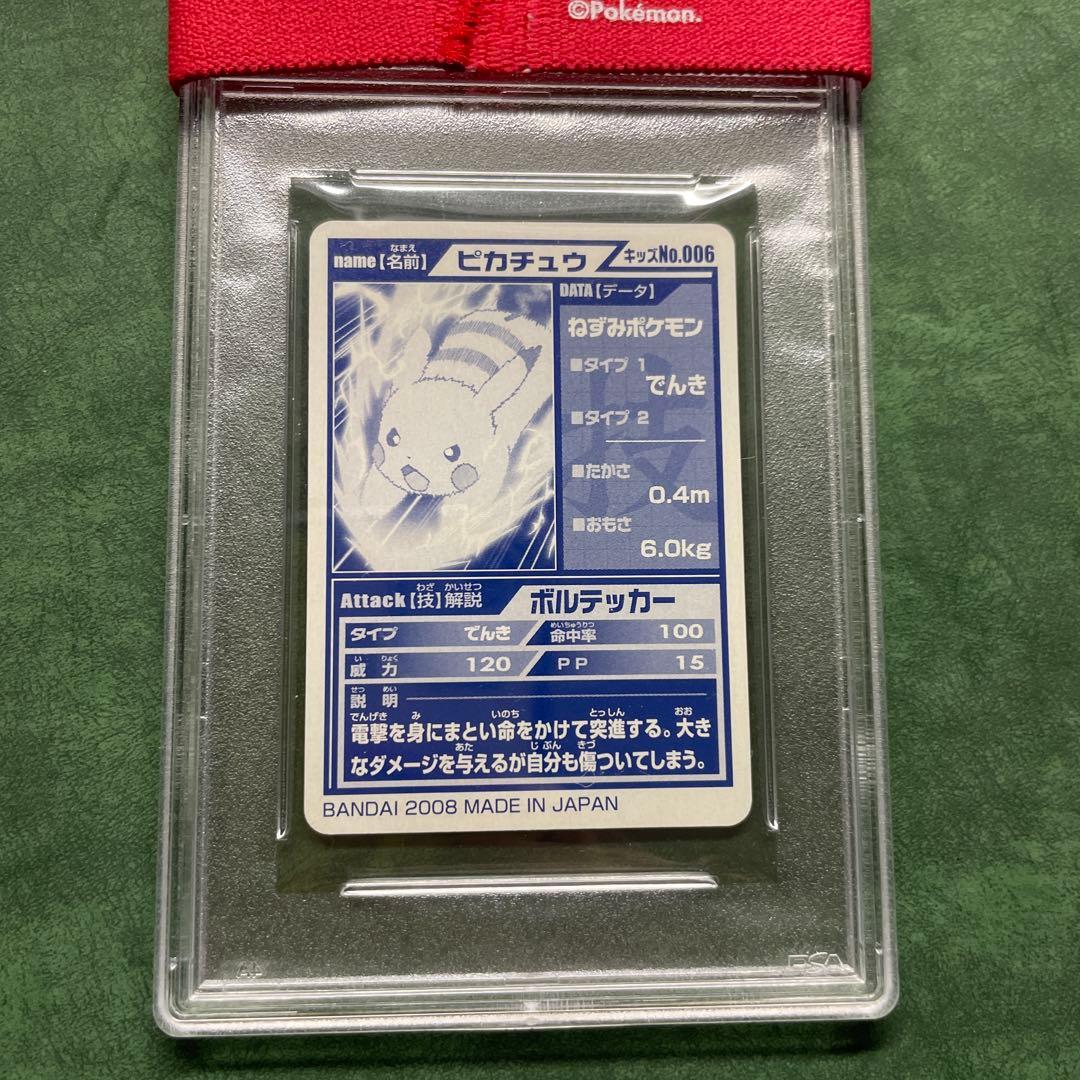 ©Pokémon.
なまえ
name【名前】 ピカチュウ キッズNo.006
DATA【データ】
ねずみポケモン
■タイプ 1
でんき
■タイプ 2
■たかさ
0.4m
■おもさ
6.0kg
技
わざ かいせつ
Attack【技】解説 ボルテッカー
めいちゅうりつ
タイプ でんき 命中率 100
い りょく
威力 120 PP 15
せつ めい
説明
でんげき み いのち とっしん おお
電撃を身にまとい命をかけて突進する。大き
あた じぶん きず
なダメージを与えるが自分も傷ついてしまう。
BANDAI 2008 MADE IN JAPAN
PSA